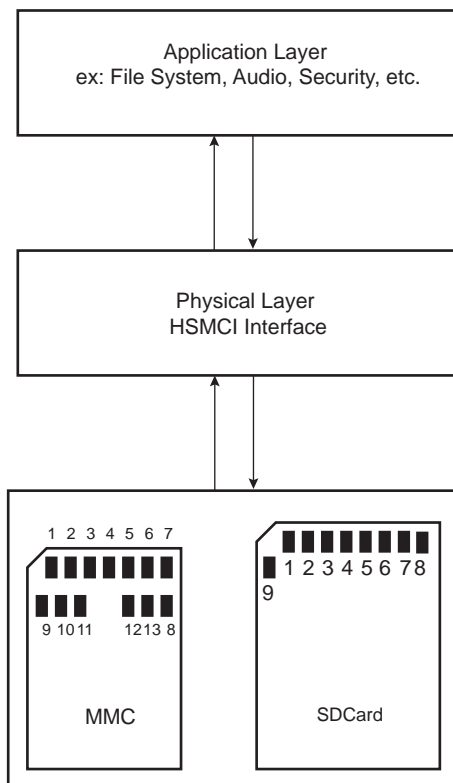 Application Layer
ex: File System, Audio, Security, etc.
Physical Layer
HSMCI Interface
1 2 3 4 5 6 7
9 10 11 12 13 8
MMC
1 2 3 4 5 6 7 8
9
SDCard